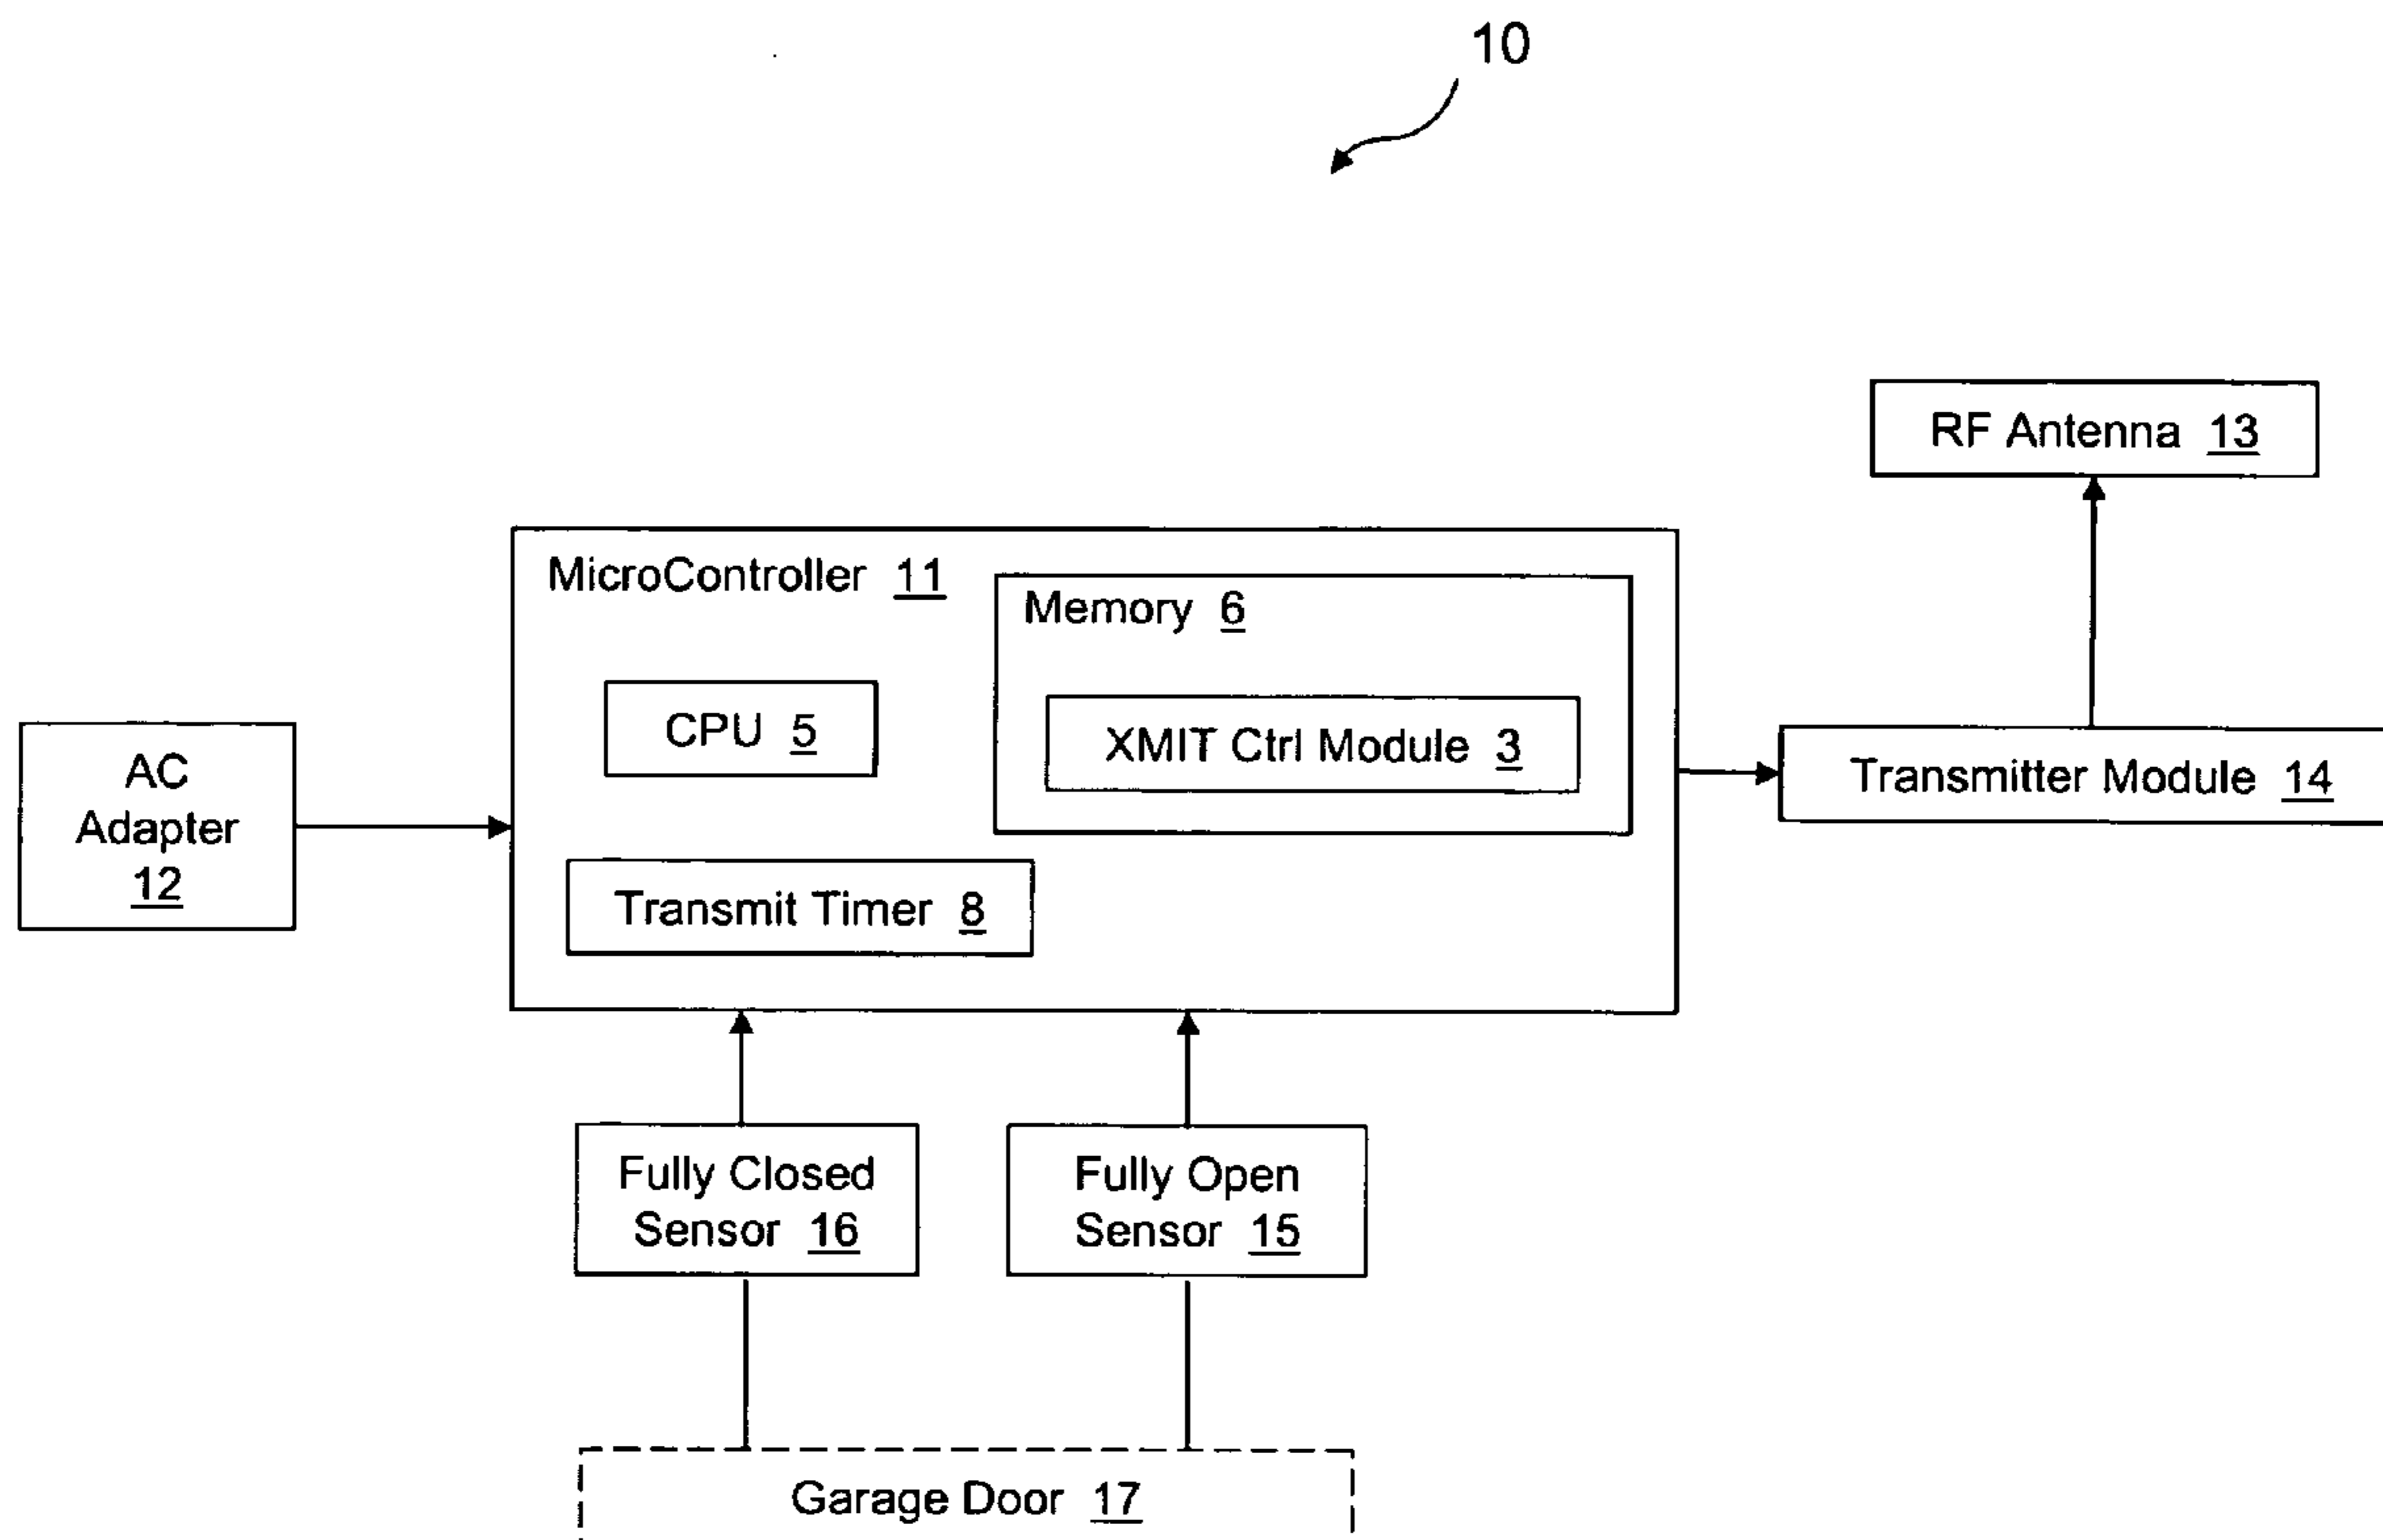 10
RF Antenna 13
MicroController 11
Memory 6
CPU 5
XMIT Ctrl Module 3
AC
Adapter
12
Transmitter Module 14
Transmit Timer 8
Fully Closed
Sensor 16
Fully Open
Sensor 15
Garage Door 17